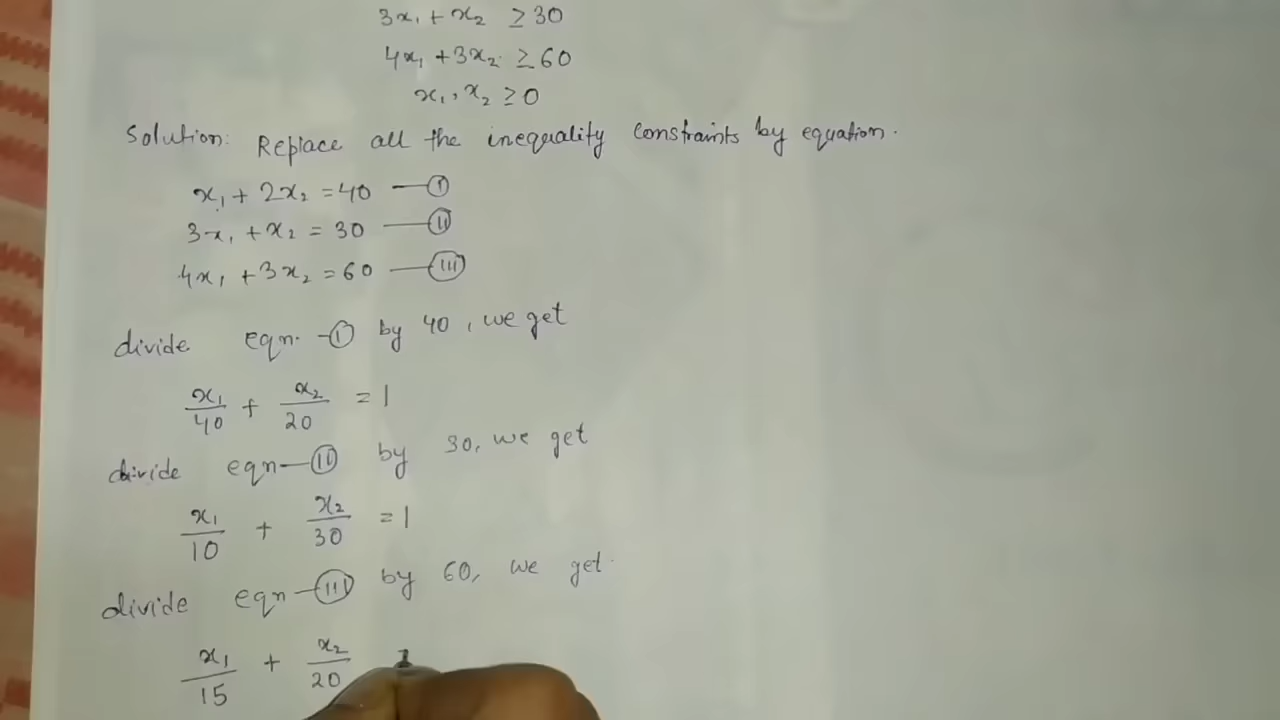 3x₁ + x₂ ≥ 30
4x₁ + 3x₂ ≥ 60
x₁, x₂ ≥ 0
Solution: Replace all the inequality constraints by equation.
x₁ + 2x₂ = 40 — (I)
3x₁ + x₂ = 30 — (II)
4x₁ + 3x₂ = 60 — (III)
divide eqn. - (I) by 40, we get
x₁/40 + x₂/20 = 1
divide eqn — (II) by 30, we get
x₁/10 + x₂/30 = 1
divide eqn — (III) by 60, we get.
x₁/15 + x₂/20